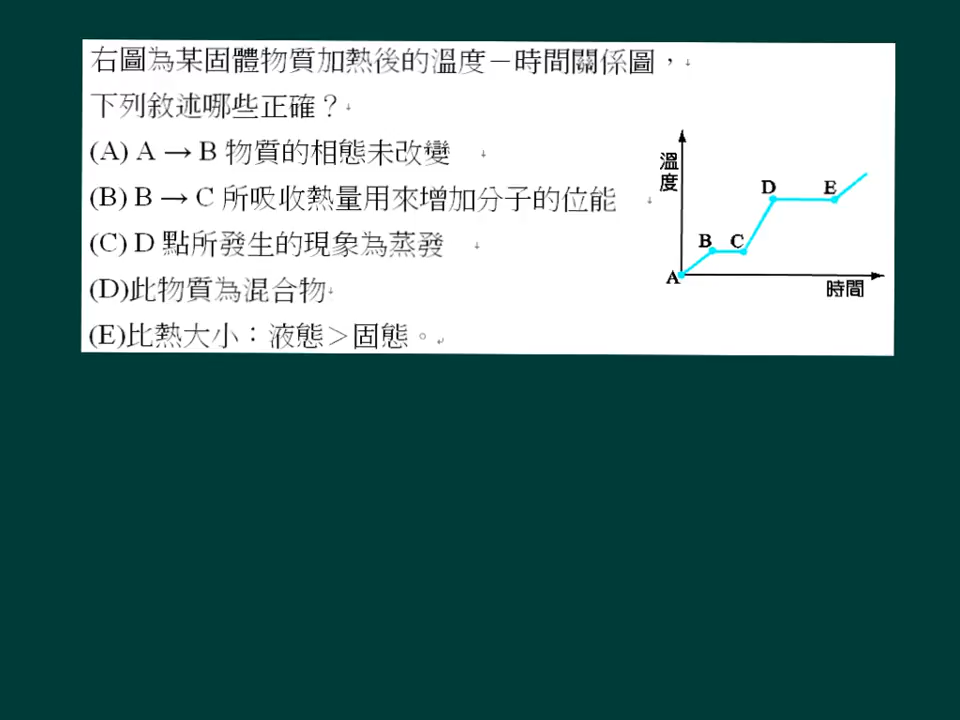 右圖為某固體物質加熱後的溫度－時間關係圖，
下列敘述哪些正確？
(A) A → B 物質的相態未改變
(B) B → C 所吸收熱量用來增加分子的位能
(C) D 點所發生的現象為蒸發
(D)此物質為混合物
(E)比熱大小：液態＞固態。
溫度
D E
B C
A
時間